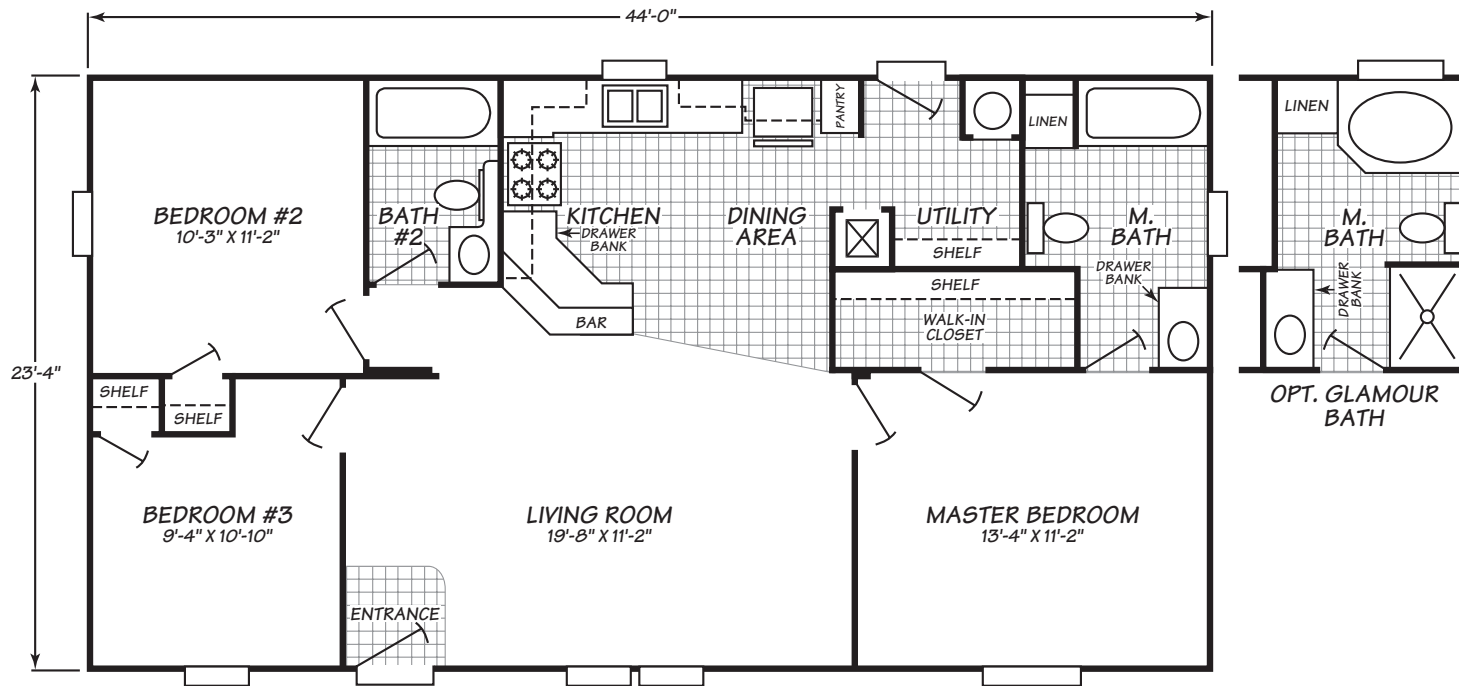 44'-0"
23'-4"
BEDROOM #2
10'-3" X 11'-2"
BATH
#2
KITCHEN
DRAWER
BANK
BAR
DINING
AREA
PANTRY
UTILITY
SHELF
LINEN
M.
BATH
DRAWER
BANK
SHELF
WALK-IN
CLOSET
SHELF
SHELF
BEDROOM #3
9'-4" X 10'-10"
LIVING ROOM
19'-8" X 11'-2"
ENTRANCE
MASTER BEDROOM
13'-4" X 11'-2"
LINEN
M.
BATH
DRAWER
BANK
OPT. GLAMOUR
BATH